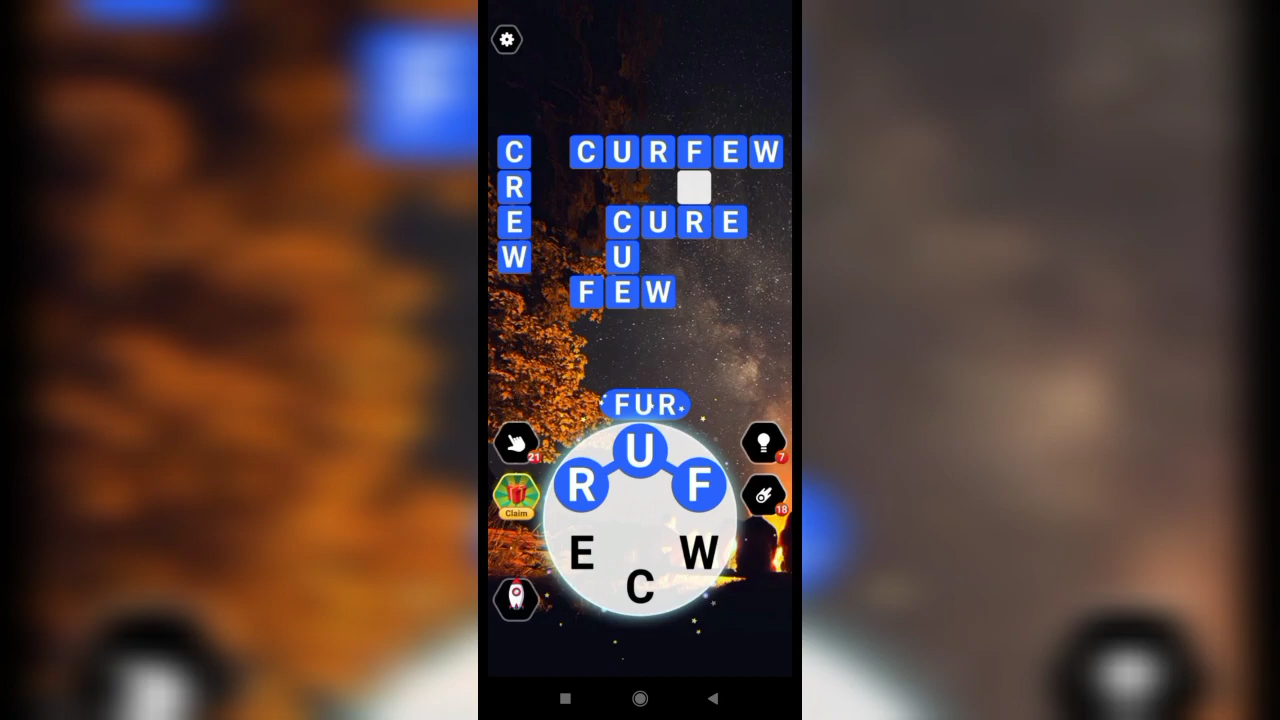 C CURFEW
R
E CURE
W U
FEW
FUR
U
R F
21 7
Claim 18
E W
C